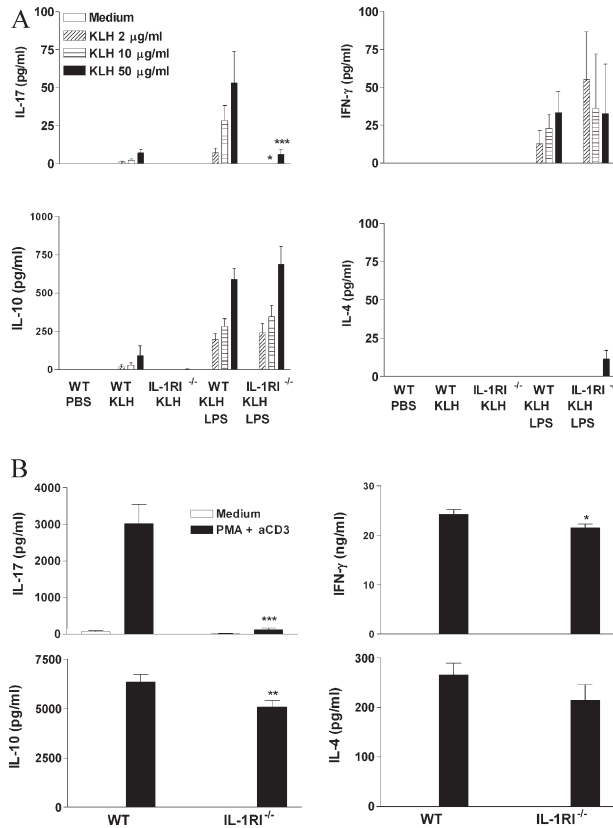 A
Medium
KLH 2 μg/ml
KLH 10 μg/ml
KLH 50 μg/ml
IL-17 (pg/ml)
100
75
50
25
0
*
***
IFN-γ (pg/ml)
100
75
50
25
0
IL-10 (pg/ml)
1000
750
500
250
0
WT PBS
WT KLH
IL-1RI -/- KLH
WT KLH LPS
IL-1RI -/- KLH LPS
IL-4 (pg/ml)
100
75
50
25
0
WT PBS
WT KLH
IL-1RI -/- KLH
WT KLH LPS
IL-1RI KLH LPS
B
Medium
PMA + aCD3
IL-17 (pg/ml)
4000
3000
2000
1000
0
***
IFN-γ (ng/ml)
30
20
10
0
*
IL-10 (pg/ml)
7500
5000
2500
0
**
WT
IL-1RI -/-
IL-4 (pg/ml)
300
200
100
0
WT
IL-1RI -/-